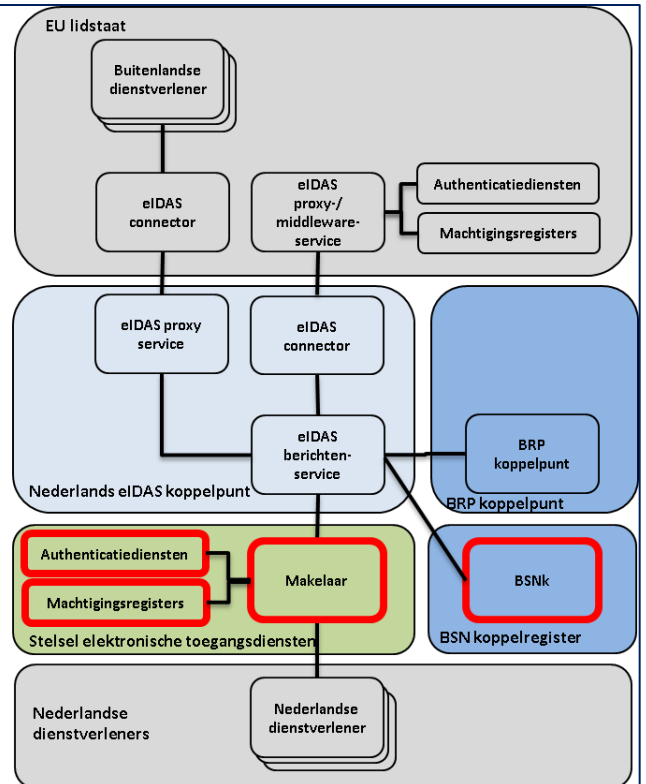 EU lidstaat
Buitenlandse
dienstverlener
eIDAS
connector
eIDAS
proxy-/
middleware-
service
Authenticatiediensten
Machtigingsregisters
eIDAS proxy
service
eIDAS
connector
eIDAS
berichten-
service
BRP
koppelpunt
Nederlands eIDAS koppelpunt
BRP koppelpunt
Authenticatiediensten
Machtigingsregisters
Makelaar
BSNk
Stelsel elektronische toegangsdiensten
BSN koppelregister
Nederlandse
dienstverleners
Nederlandse
dienstverlener